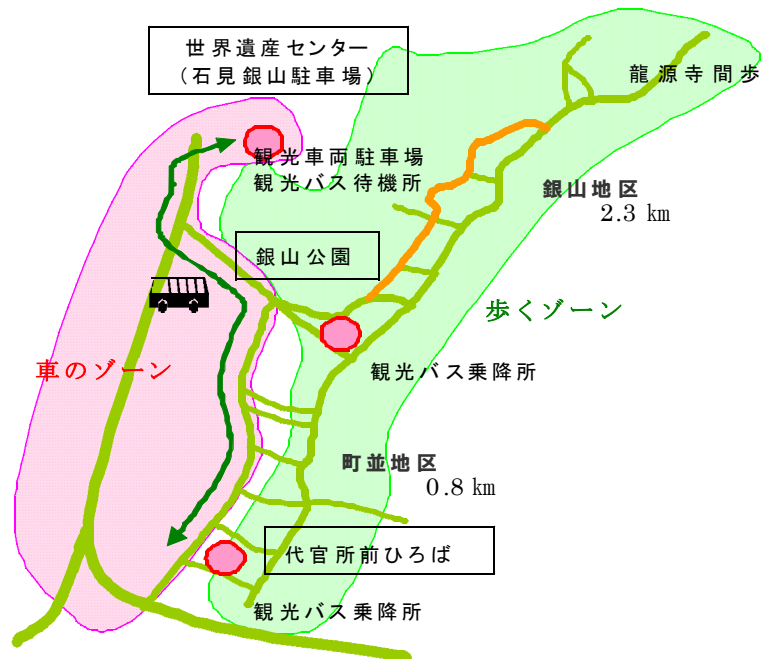 世界遺産センター
（石見銀山駐車場）
龍源寺間歩
観光車両駐車場
観光バス待機所
銀山地区
2.3 km
銀山公園
歩くゾーン
車のゾーン
観光バス乗降所
町並地区
0.8 km
代官所前ひろば
観光バス乗降所